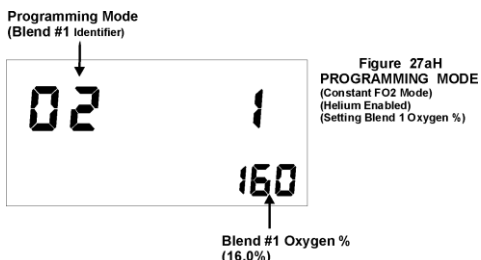 Programming Mode
(Blend #1 Identifier)
Figure 27aH
PROGRAMMING MODE
(Constant FO2 Mode)
(Helium Enabled)
(Setting Blend 1 Oxygen %)
02 1
160
Blend #1 Oxygen %
(16.0%)